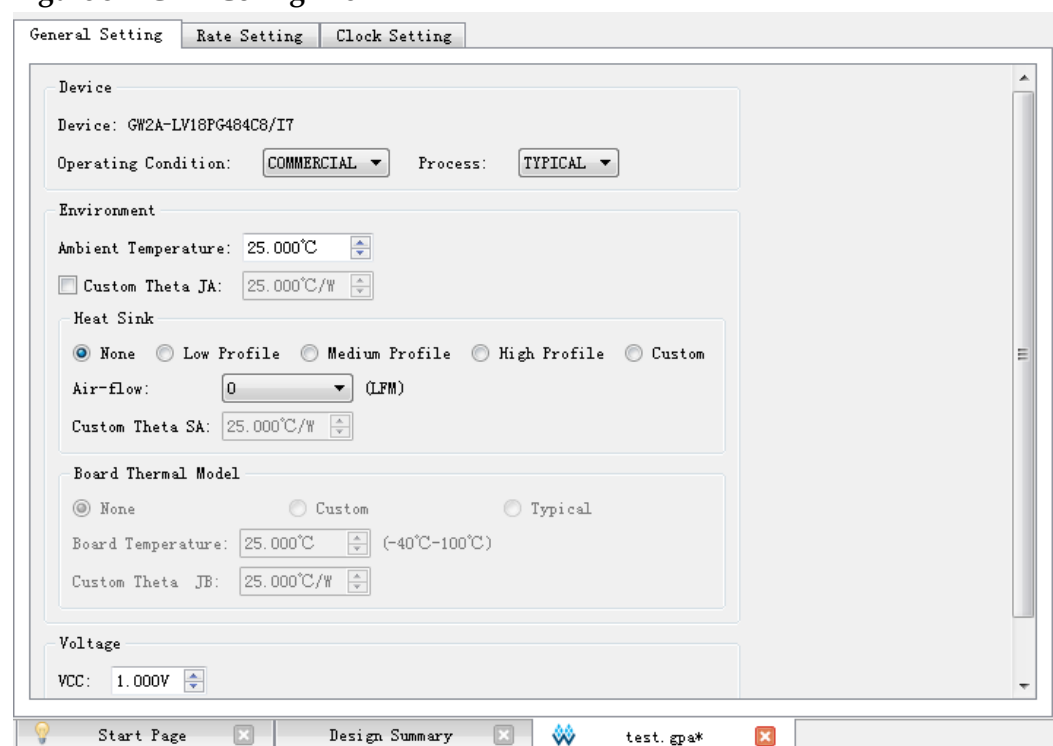 General Setting Rate Setting Clock Setting
Device
Device: GW2A-LV18PG484C8/I7
Operating Condition: COMMERCIAL Process: TYPICAL
Environment
Ambient Temperature: 25.000℃
Custom Theta JA: 25.000℃/W
Heat Sink
None Low Profile Medium Profile High Profile Custom
Air-flow: 0 (LFM)
Custom Theta SA: 25.000℃/W
Board Thermal Model
None Custom Typical
Board Temperature: 25.000℃ (-40℃-100℃)
Custom Theta JB: 25.000℃/W
Voltage
VCC: 1.000V
Start Page Design Summary test.gpa*